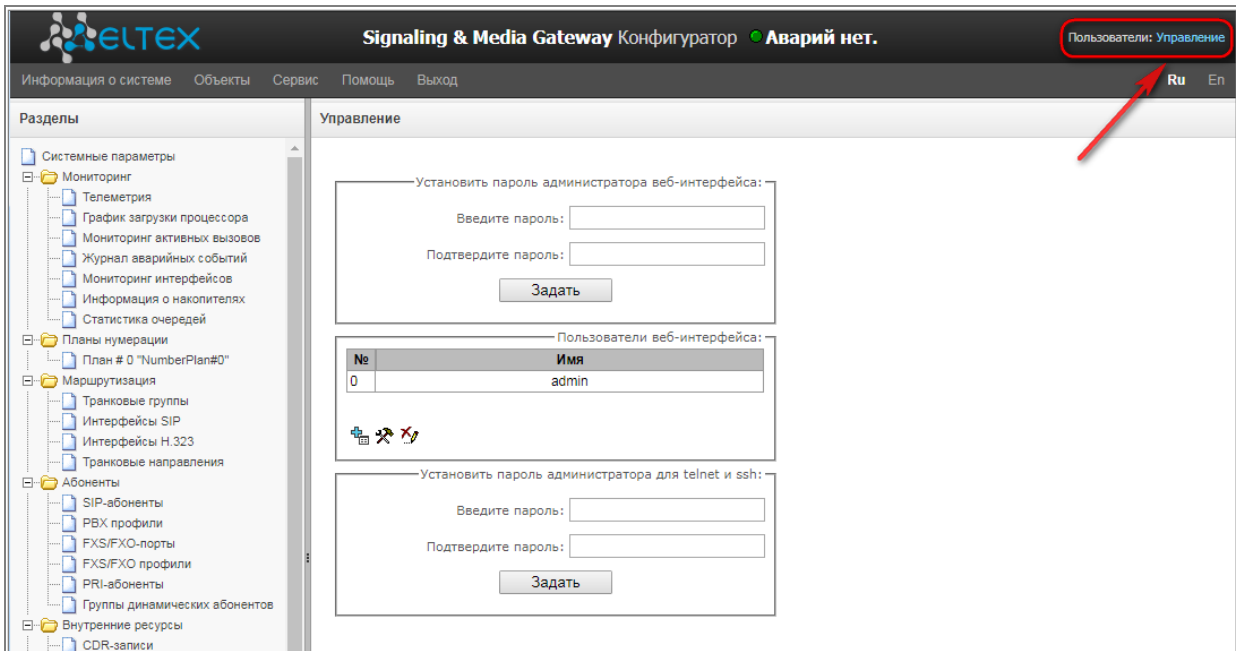 ELTEX
Signaling & Media Gateway Конфигуратор Аварий нет.
Пользователи: Управление
Информация о системе Объекты Сервис Помощь Выход
Ru En
Разделы
Управление
Системные параметры
Мониторинг
Телеметрия
График загрузки процессора
Мониторинг активных вызовов
Журнал аварийных событий
Мониторинг интерфейсов
Информация о накопителях
Статистика очередей
Планы нумерации
План # 0 "NumberPlan#0"
Маршрутизация
Транковые группы
Интерфейсы SIP
Интерфейсы H.323
Транковые направления
Абоненты
SIP-абоненты
PBX профили
FXS/FXO-порты
FXS/FXO профили
PRI-абоненты
Группы динамических абонентов
Внутренние ресурсы
CDR-записи
Установить пароль администратора веб-интерфейса:
Введите пароль:
Подтвердите пароль:
Задать
Пользователи веб-интерфейса:
№ Имя
0 admin
Установить пароль администратора для telnet и ssh:
Введите пароль:
Подтвердите пароль:
Задать